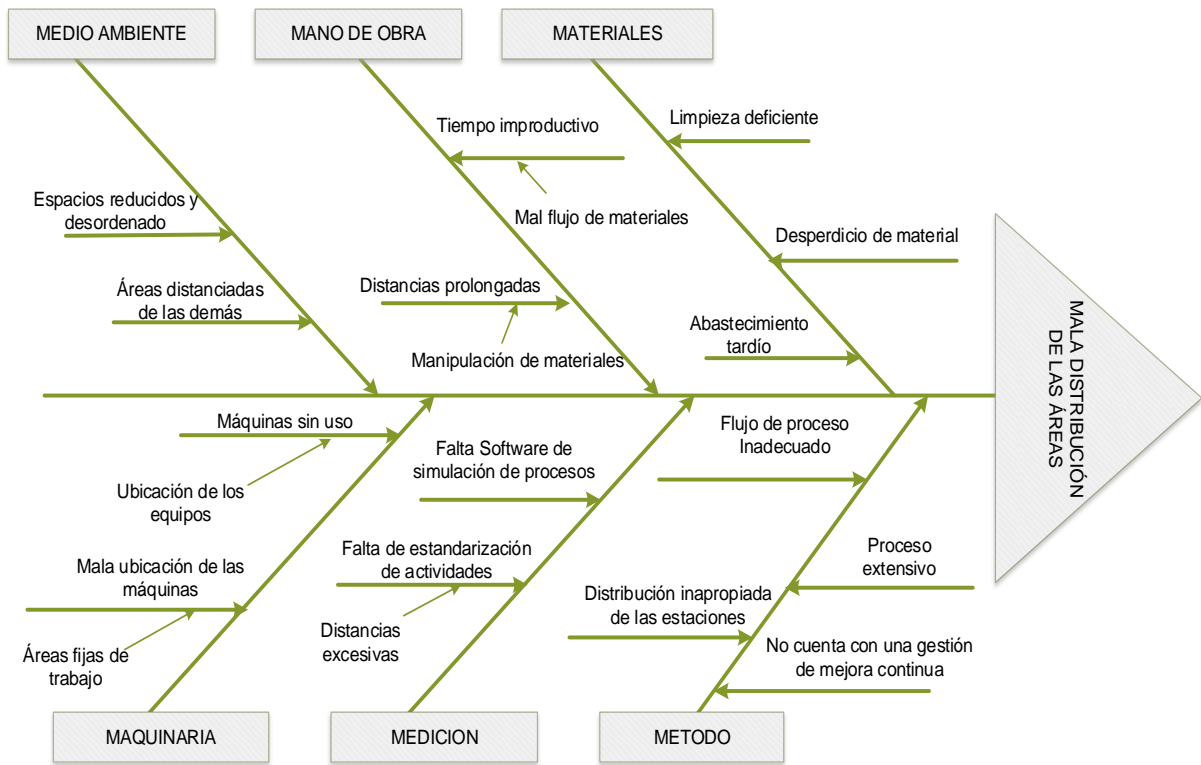 MEDIO AMBIENTE
MANO DE OBRA
MATERIALES
Limpieza deficiente
Tiempo improductivo
Mal flujo de materiales
Espacios reducidos y
desordenado
Desperdicio de material
Áreas distanciadas
de las demás
Distancias prolongadas
Manipulación de materiales
Abastecimiento
tardío
MALA DISTRIBUCIÓN
DE LAS ÁREAS
Máquinas sin uso
Ubicación de los
equipos
Falta Software de
simulación de procesos
Flujo de proceso
Inadecuado
Mala ubicación de las
máquinas
Áreas fijas de
trabajo
Falta de estandarización
de actividades
Distancias
excesivas
Proceso
extensivo
Distribución inapropiada
de las estaciones
No cuenta con una gestión
de mejora continua
MAQUINARIA
MEDICION
METODO